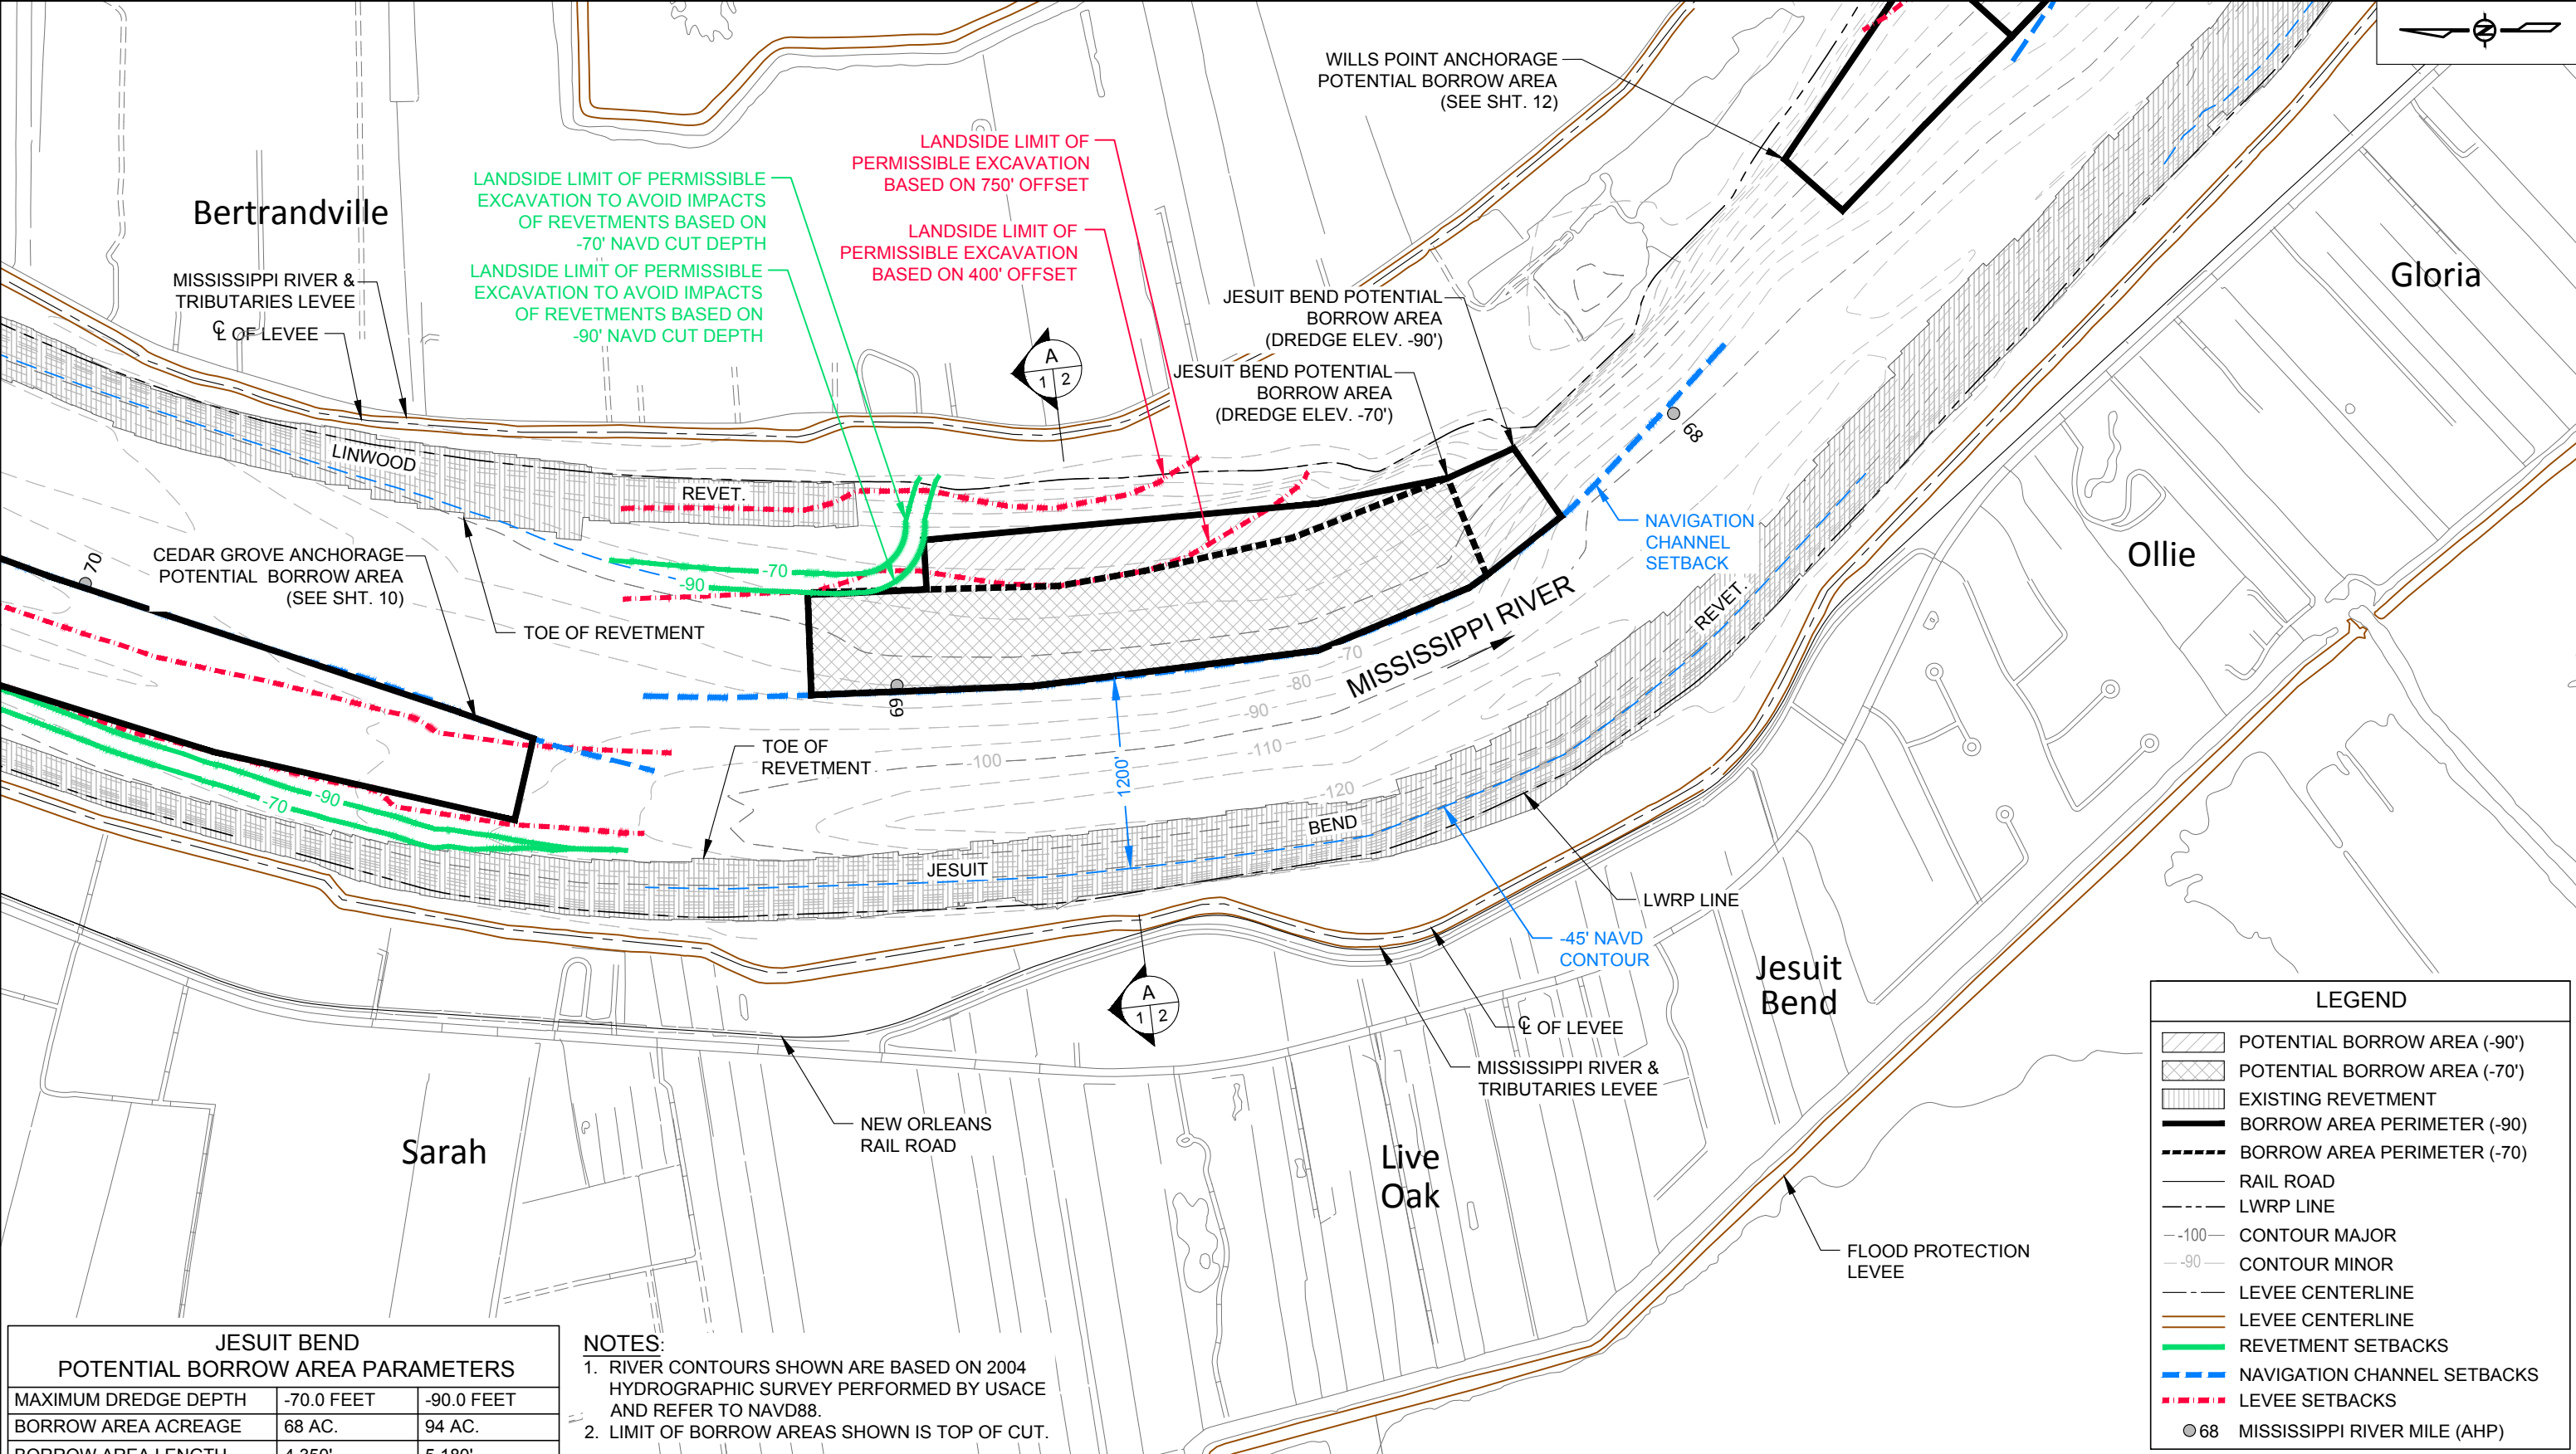 WILLS POINT ANCHORAGE
POTENTIAL BORROW AREA
(SEE SHT. 12)
N
LANDSIDE LIMIT OF
PERMISSIBLE EXCAVATION
BASED ON 750' OFFSET
LANDSIDE LIMIT OF PERMISSIBLE
EXCAVATION TO AVOID IMPACTS
OF REVETMENTS BASED ON
-70' NAVD CUT DEPTH
Bertrandville
LANDSIDE LIMIT OF
PERMISSIBLE EXCAVATION
BASED ON 400' OFFSET
LANDSIDE LIMIT OF PERMISSIBLE
EXCAVATION TO AVOID IMPACTS
OF REVETMENTS BASED ON
-90' NAVD CUT DEPTH
MISSISSIPPI RIVER &
TRIBUTARIES LEVEE
℄ OF LEVEE
Gloria
JESUIT BEND POTENTIAL
BORROW AREA
(DREDGE ELEV. -90')
JESUIT BEND POTENTIAL
BORROW AREA
(DREDGE ELEV. -70')
A
1 2
68
LINWOOD
REVET.
NAVIGATION
CHANNEL
SETBACK
Ollie
70
CEDAR GROVE ANCHORAGE
POTENTIAL BORROW AREA
(SEE SHT. 10)
-70
-90
TOE OF REVETMENT
REVET.
MISSISSIPPI RIVER
69
-70
-80
-90
-100
-110
-120
TOE OF
REVETMENT
1200'
-90
-70
BEND
JESUIT
LWRP LINE
-45' NAVD
CONTOUR
Jesuit
Bend
A
1 2
℄ OF LEVEE
MISSISSIPPI RIVER &
TRIBUTARIES LEVEE
NEW ORLEANS
RAIL ROAD
Sarah
Live
Oak
FLOOD PROTECTION
LEVEE
LEGEND
POTENTIAL BORROW AREA (-90')
POTENTIAL BORROW AREA (-70')
EXISTING REVETMENT
BORROW AREA PERIMETER (-90)
BORROW AREA PERIMETER (-70)
RAIL ROAD
LWRP LINE
-100 CONTOUR MAJOR
-90 CONTOUR MINOR
LEVEE CENTERLINE
LEVEE CENTERLINE
REVETMENT SETBACKS
NAVIGATION CHANNEL SETBACKS
LEVEE SETBACKS
68 MISSISSIPPI RIVER MILE (AHP)
JESUIT BEND
POTENTIAL BORROW AREA PARAMETERS
MAXIMUM DREDGE DEPTH -70.0 FEET -90.0 FEET
BORROW AREA ACREAGE 68 AC. 94 AC.
BORROW AREA LENGTH 4,350' 5,180'
NOTES:
1. RIVER CONTOURS SHOWN ARE BASED ON 2004
HYDROGRAPHIC SURVEY PERFORMED BY USACE
AND REFER TO NAVD88.
2. LIMIT OF BORROW AREAS SHOWN IS TOP OF CUT.